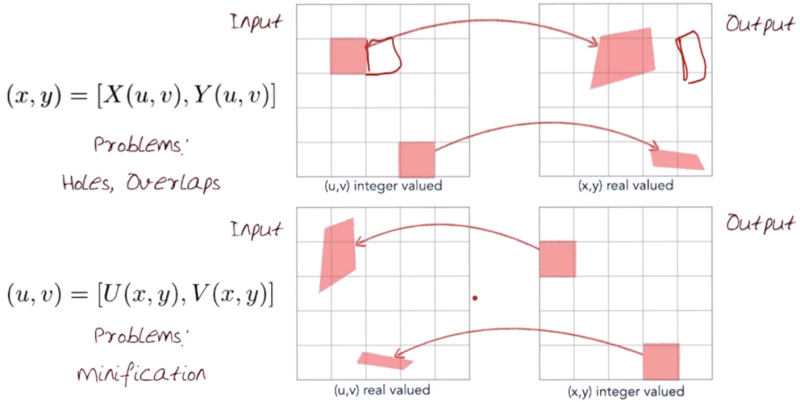 Input
Output
(x, y) = [X(u, v), Y(u, v)]
Problems:
Holes, Overlaps
(u,v) integer valued
(x,y) real valued
Input
Output
(u, v) = [U(x, y), V(x, y)]
Problems:
minification
(u,v) real valued
(x,y) integer valued